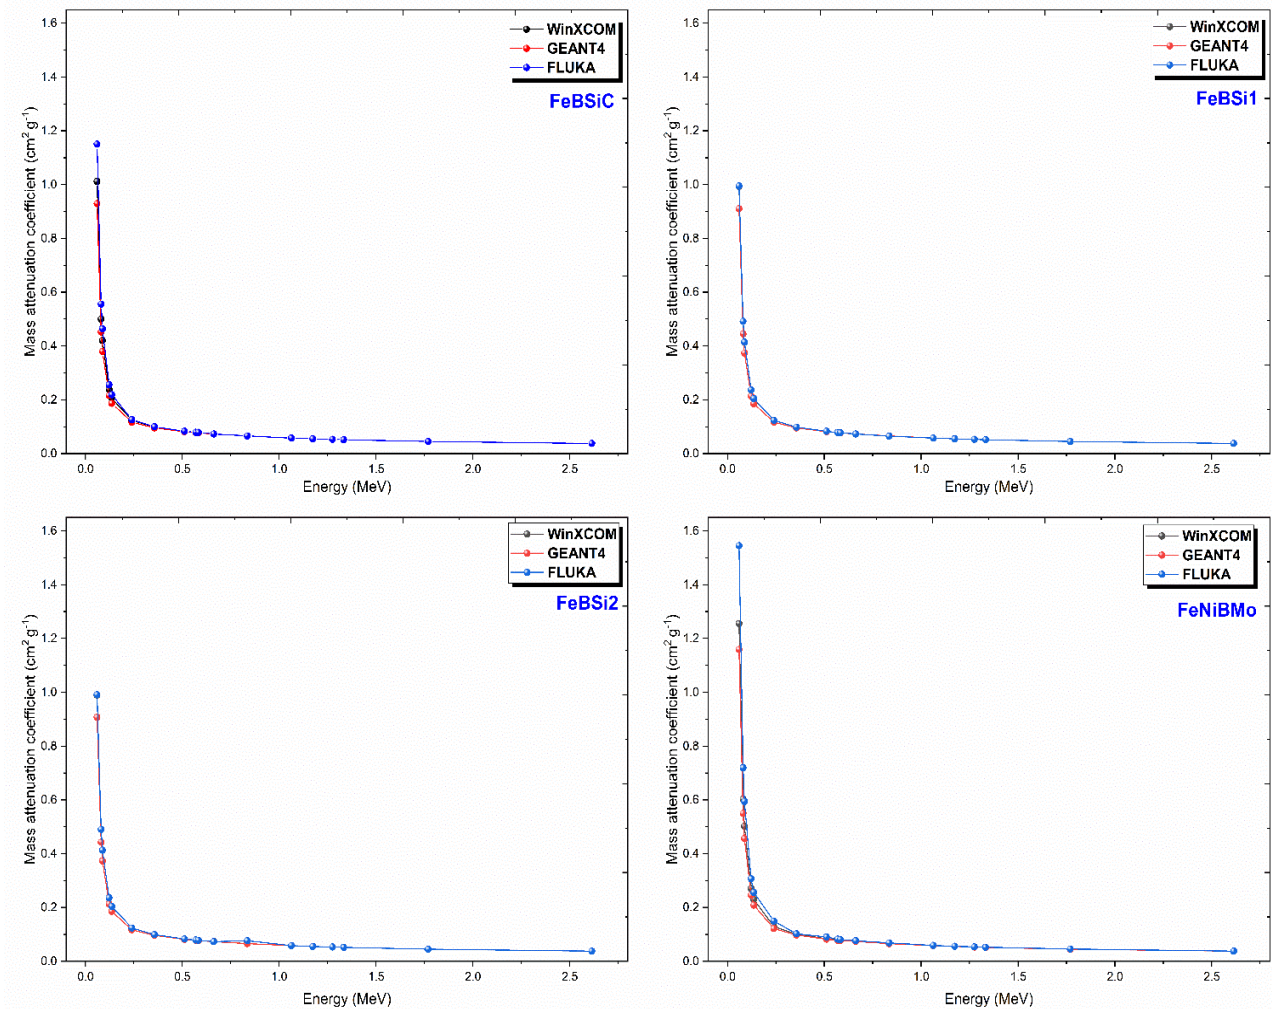 1.6
1.4
1.2
1.0
0.8
0.6
0.4
0.2
0.0
Mass attenuation coefficient (cm² g⁻¹)
WinXCOM
GEANT4
FLUKA
FeBSiC
0.0 0.5 1.0 1.5 2.0 2.5
Energy (MeV)
1.6
1.4
1.2
1.0
0.8
0.6
0.4
0.2
0.0
Mass attenuation coefficient (cm² g⁻¹)
WinXCOM
GEANT4
FLUKA
FeBSi1
0.0 0.5 1.0 1.5 2.0 2.5
Energy (MeV)
1.6
1.4
1.2
1.0
0.8
0.6
0.4
0.2
0.0
Mass attenuation coefficient (cm² g⁻¹)
WinXCOM
GEANT4
FLUKA
FeBSi2
0.0 0.5 1.0 1.5 2.0 2.5
Energy (MeV)
1.6
1.4
1.2
1.0
0.8
0.6
0.4
0.2
0.0
Mass attenuation coefficient (cm² g⁻¹)
WinXCOM
GEANT4
FLUKA
FeNiBMo
0.0 0.5 1.0 1.5 2.0 2.5
Energy (MeV)